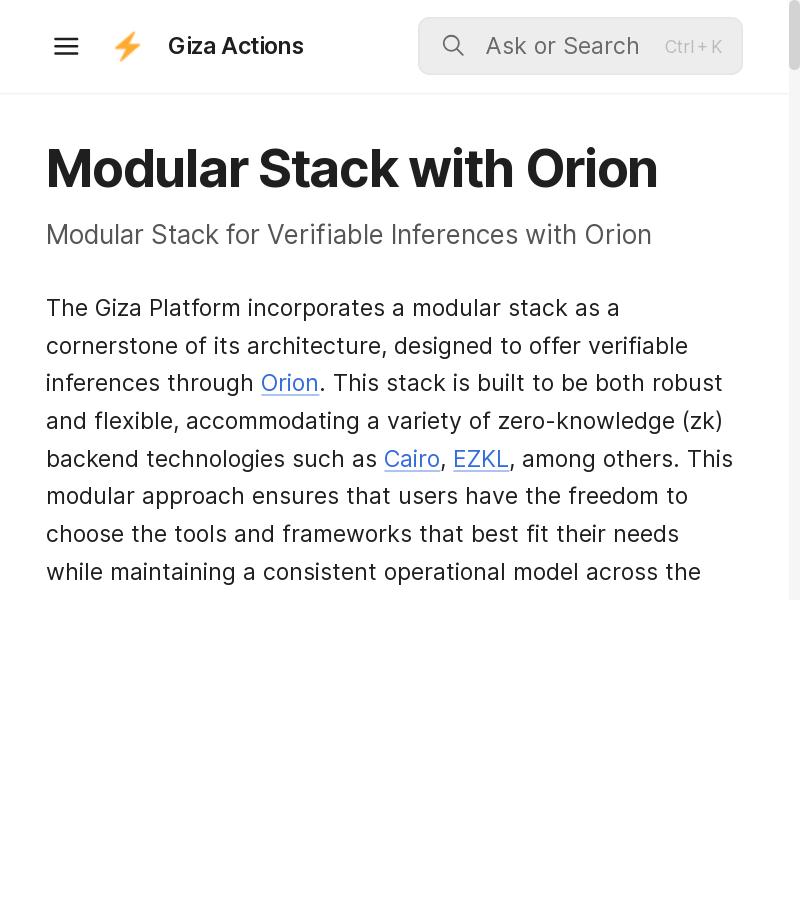 Giza Actions
Ask or Search
Ctrl + K
Modular Stack with Orion
Modular Stack for Verifiable Inferences with Orion
The Giza Platform incorporates a modular stack as a
cornerstone of its architecture, designed to offer verifiable
inferences through Orion. This stack is built to be both robust
and flexible, accommodating a variety of zero-knowledge (zk)
backend technologies such as Cairo, EZKL, among others. This
modular approach ensures that users have the freedom to
choose the tools and frameworks that best fit their needs
while maintaining a consistent operational model across the